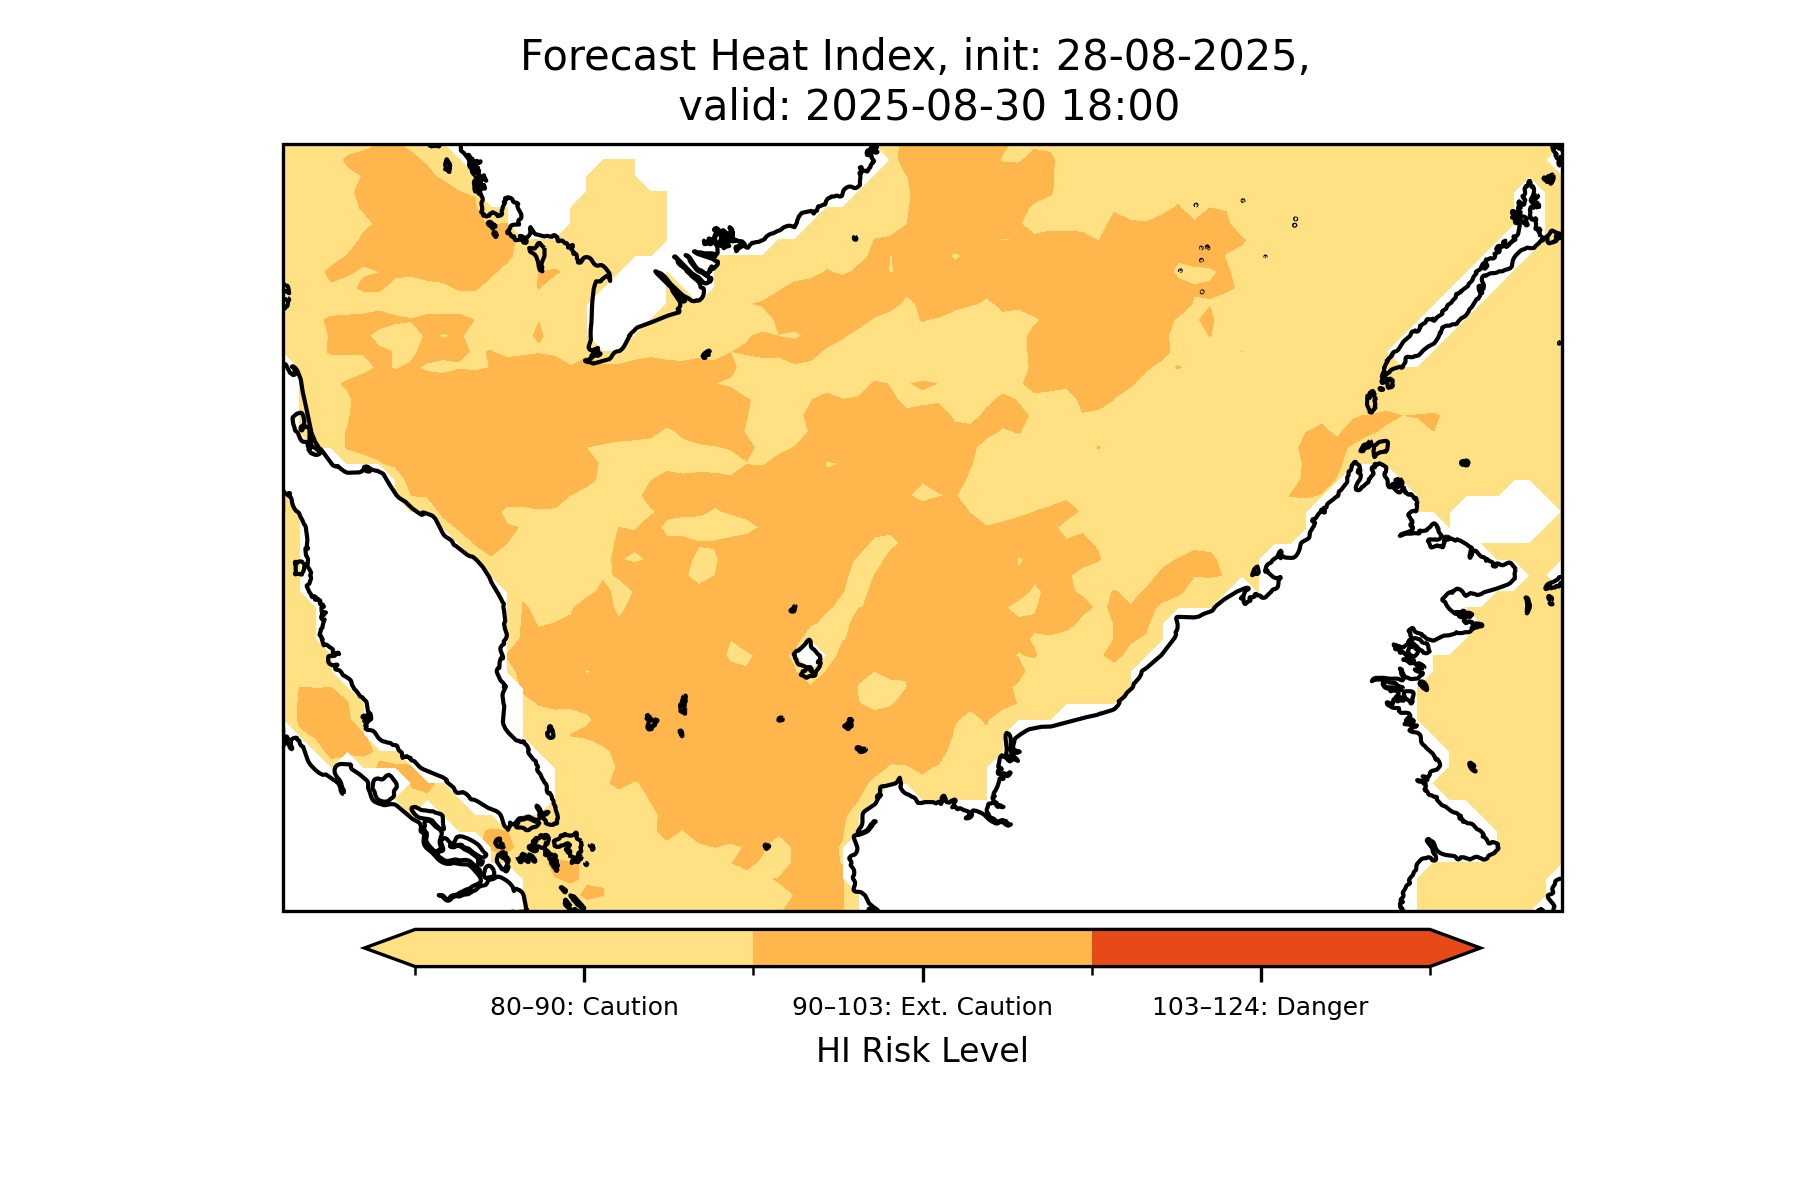 Forecast Heat Index, init: 28-08-2025,
valid: 2025-08-30 18:00
80–90: Caution
90–103: Ext. Caution
103–124: Danger
HI Risk Level